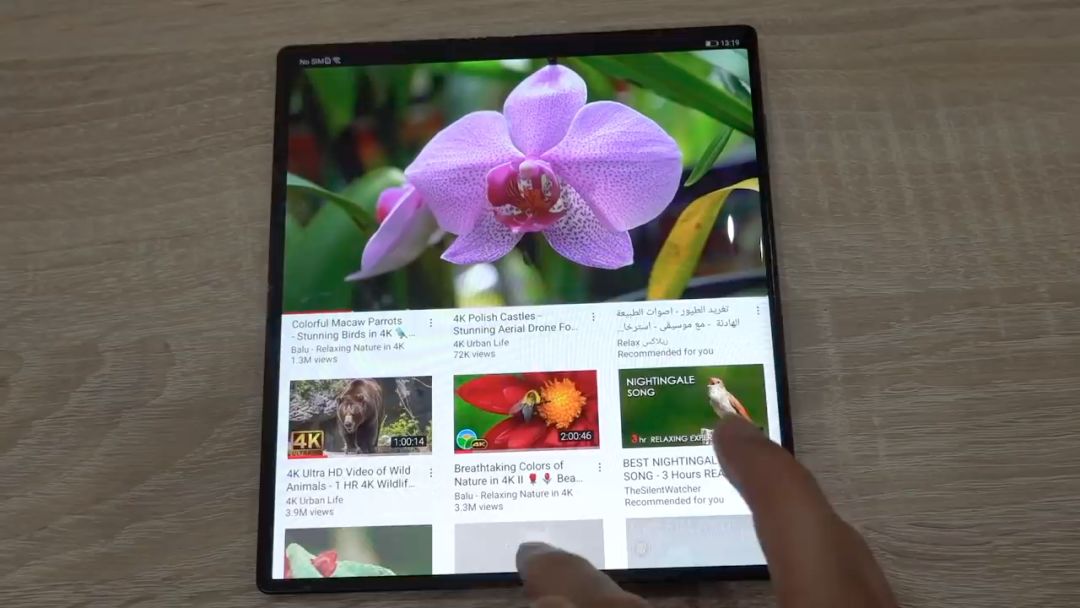 No SIM
13:19
Colorful Macaw Parrots
- Stunning Birds in 4K 🦜...
Balu - Relaxing Nature in 4K
1.3M views
4K Polish Castles -
Stunning Aerial Drone Fo...
4K Urban Life
72K views
تغريد الطيور - اصوات الطبيعة
الهادئة - مع موسيقى - استرخا...
Relax ريلاكس
Recommended for you
4K
1:00:14
4K
2:00:46
NIGHTINGALE
SONG
3 hr RELAXING
4K Ultra HD Video of Wild
Animals - 1 HR 4K Wildlif...
4K Urban Life
3.9M views
Breathtaking Colors of
Nature in 4K II 🌹🌷 Bea...
Balu - Relaxing Nature in 4K
3.3M views
BEST NIGHTINGAL
SONG - 3 Hours REA
TheSilentWatcher
Recommended for you